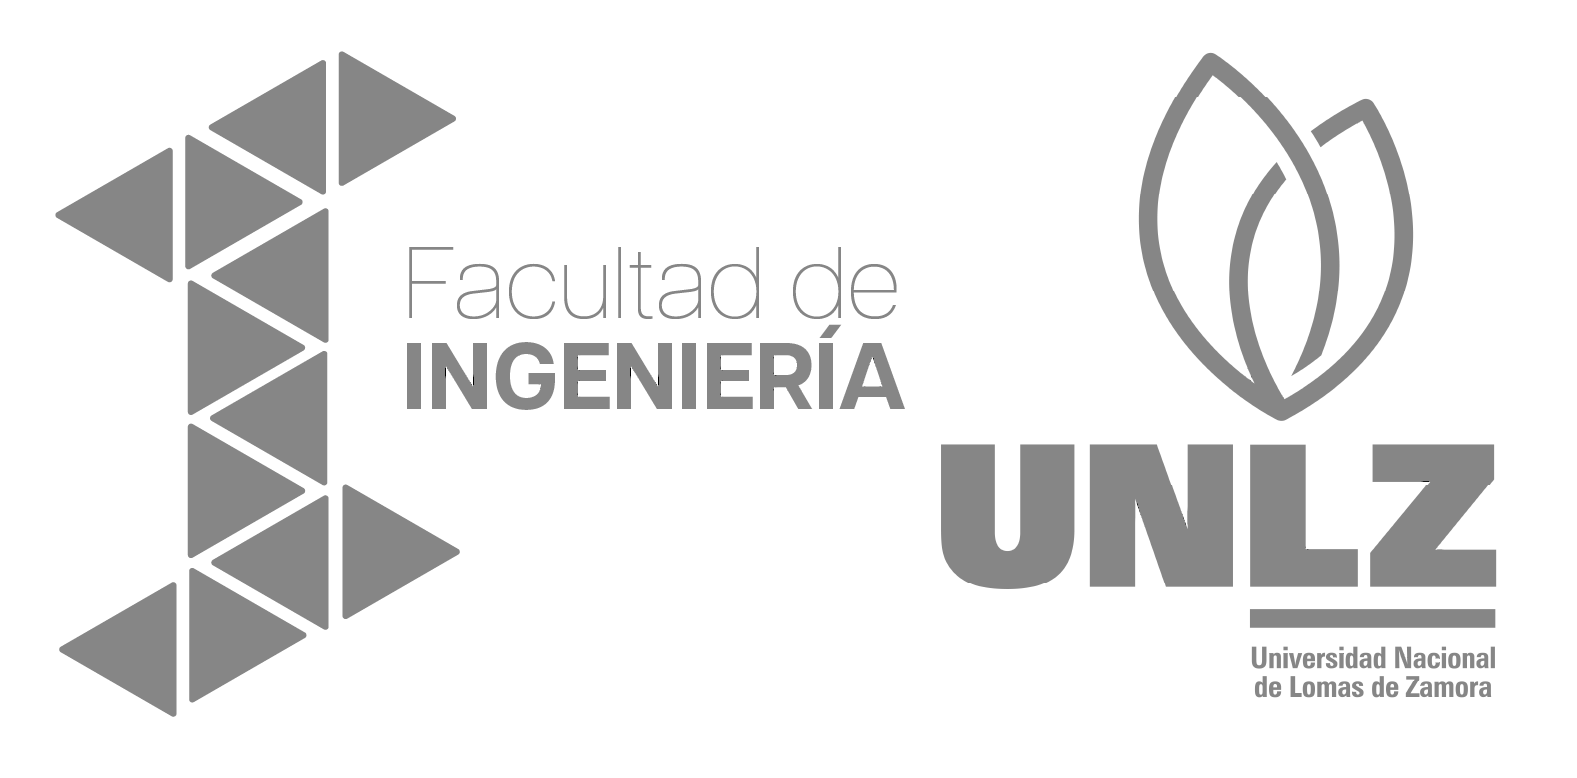 Facultad de
INGENIERÍA
UNLZ
Universidad Nacional
de Lomas de Zamora